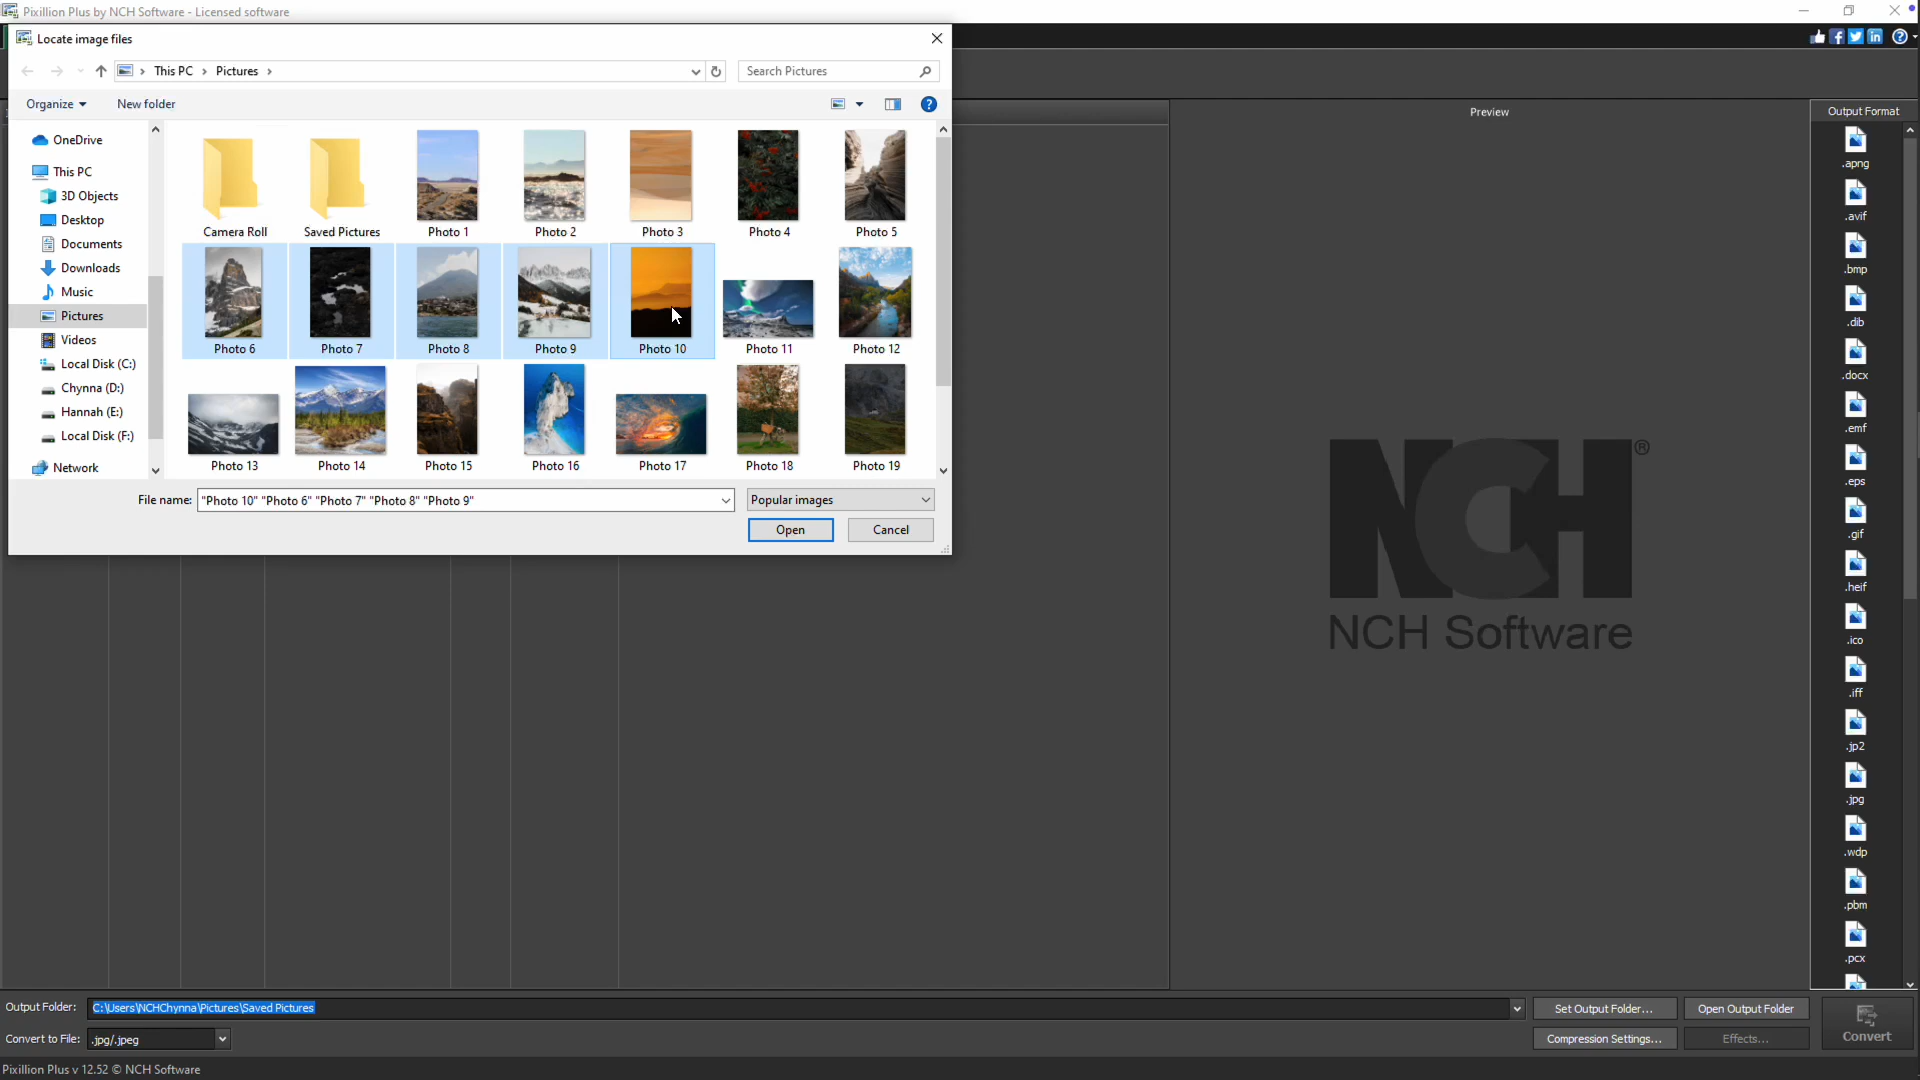 Pixillion Plus by NCH Software - Licensed software
Locate image files
This PC > Pictures >
Search Pictures
Organize
New folder
Preview
Output Format
OneDrive
This PC
3D Objects
Desktop
Documents
Downloads
Music
Pictures
Videos
Local Disk (C:)
Chynna (D:)
Hannah (E:)
Local Disk (F:)
Network
Camera Roll
Saved Pictures
Photo 1
Photo 2
Photo 3
Photo 4
Photo 5
Photo 6
Photo 7
Photo 8
Photo 9
Photo 10
Photo 11
Photo 12
Photo 13
Photo 14
Photo 15
Photo 16
Photo 17
Photo 18
Photo 19
File name: "Photo 10" "Photo 6" "Photo 7" "Photo 8" "Photo 9"
Popular images
Open
Cancel
NCH®
NCH Software
.apng
.avif
.bmp
.dib
.docx
.emf
.eps
.gif
.heif
.ico
.iff
.jp2
.jpg
.wdp
.pbm
.pcx
Output Folder: C:\Users\NCHChynna\Pictures\Saved Pictures
Set Output Folder...
Open Output Folder
Convert to File: .jpg/.jpeg
Compression Settings...
Effects...
Convert
Pixillion Plus v 12.52 © NCH Software